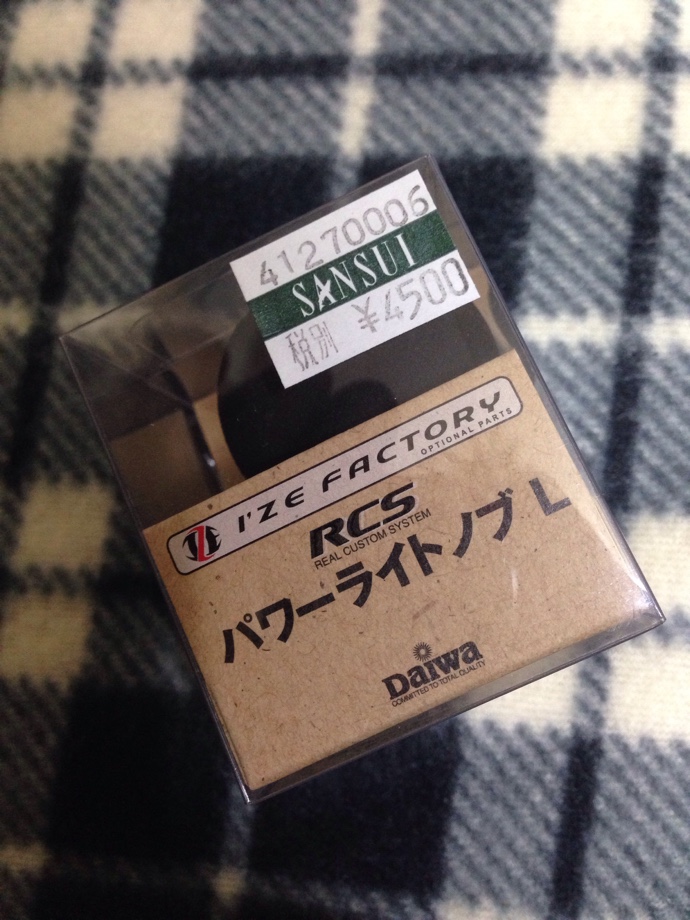 41270006
SANSUI
¥4500
税別
I'ZE FACTORY
OPTIONAL PARTS
RCS
REAL CUSTOM SYSTEM
パワーライトノブ L
DAIWA
COMMITTED TO TOTAL QUALITY